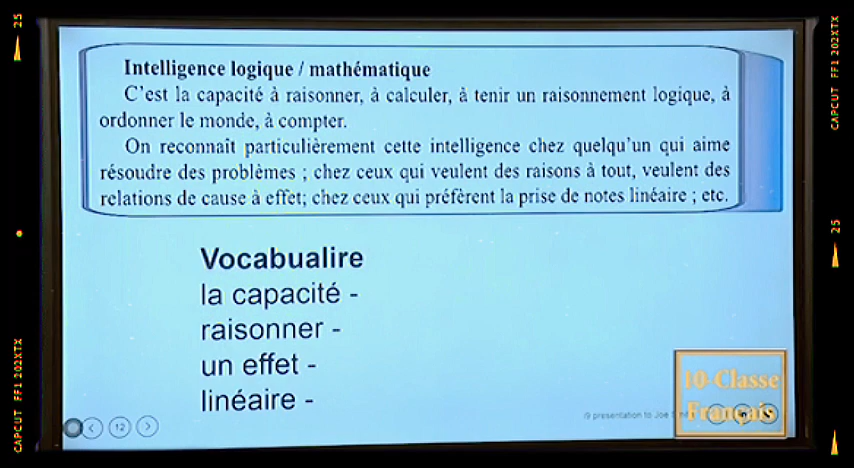 Intelligence logique / mathématique
C'est la capacité à raisonner, à calculer, à tenir un raisonnement logique, à
ordonner le monde, à compter.
On reconnaît particulièrement cette intelligence chez quelqu'un qui aime
résoudre des problèmes ; chez ceux qui veulent des raisons à tout, veulent des
relations de cause à effet; chez ceux qui préfèrent la prise de notes linéaire ; etc.
Vocabualire
la capacité -
raisonner -
un effet -
linéaire -
10-Classe
Français
presentation to Joe
12
25
CAPCUT FF1 202XTX
CAPCUT FF1 202XTX
25